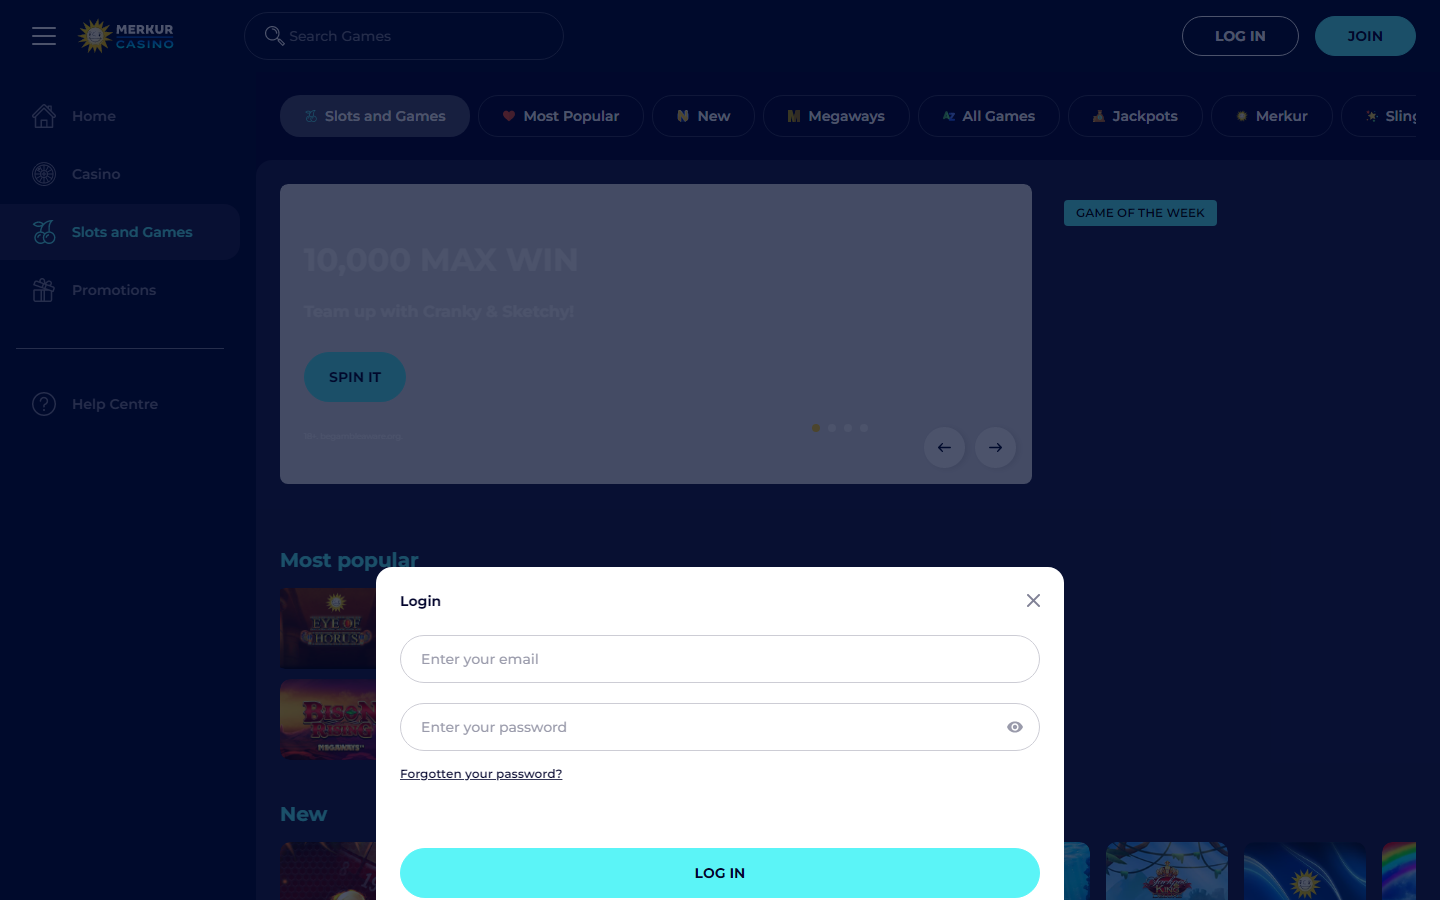 MERKUR
CASINO
Search Games
LOG IN
JOIN
Home
Casino
Slots and Games
Promotions
Help Centre
Slots and Games
Most Popular
New
Megaways
All Games
Jackpots
Merkur
Sling
10,000 MAX WIN
Team up with Cranky & Sketchy!
SPIN IT
GAME OF THE WEEK
Most popular
EYE OF
HORUS
BISON
RISING
MEGAWAYS
New
KING
Login
Enter your email
Enter your password
Forgotten your password?
LOG IN